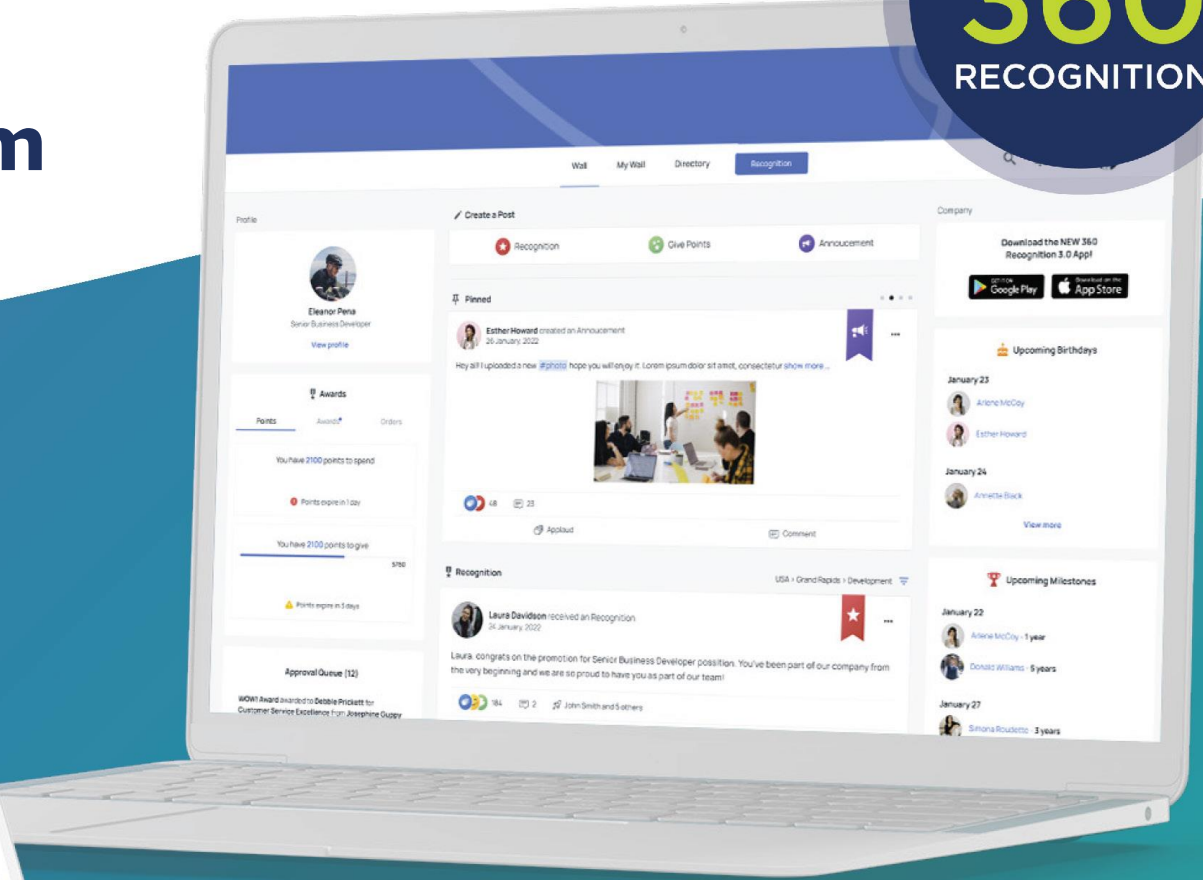 360
RECOGNITION
m
Wall My Wall Directory Recognition
Profile
Eleanor Pena
Senior Business Developer
View profile
Awards
Points Awards Orders
You have 2100 points to spend
Points expire in 1 day
You have 2100 points to give
5750
Points expire in 3 days
Approval Queue (12)
WOW! Award awarded to Debbie Prickett for
Customer Service Excellence from Josephine Guppy
Create a Post
Recognition Give Points Annoucement
Pinned
Esther Howard created an Annoucement
26 January, 2022
Hey all! I uploaded a new #photo hope you will enjoy it. Lorem ipsum dolor sit amet, consectetur show more...
48 23
Applaud Comment
Recognition
USA › Grand Rapids › Development
Laura Davidson received an Recognition
24 January, 2022
Laura, congrats on the promotion for Senior Business Developer possition. You've been part of our company from
the very beginning and we are so proud to have you as part of our team!
184 2 John Smith and 5 others
Company
Download the NEW 360
Recognition 3.0 App!
GET IT ON
Google Play
Download on the
App Store
Upcoming Birthdays
January 23
Arlene McCoy
Esther Howard
January 24
Annette Black
View more
Upcoming Milestones
January 22
Arlene McCoy - 1 year
Donald Williams - 5 years
January 27
Simona Roudette - 3 years